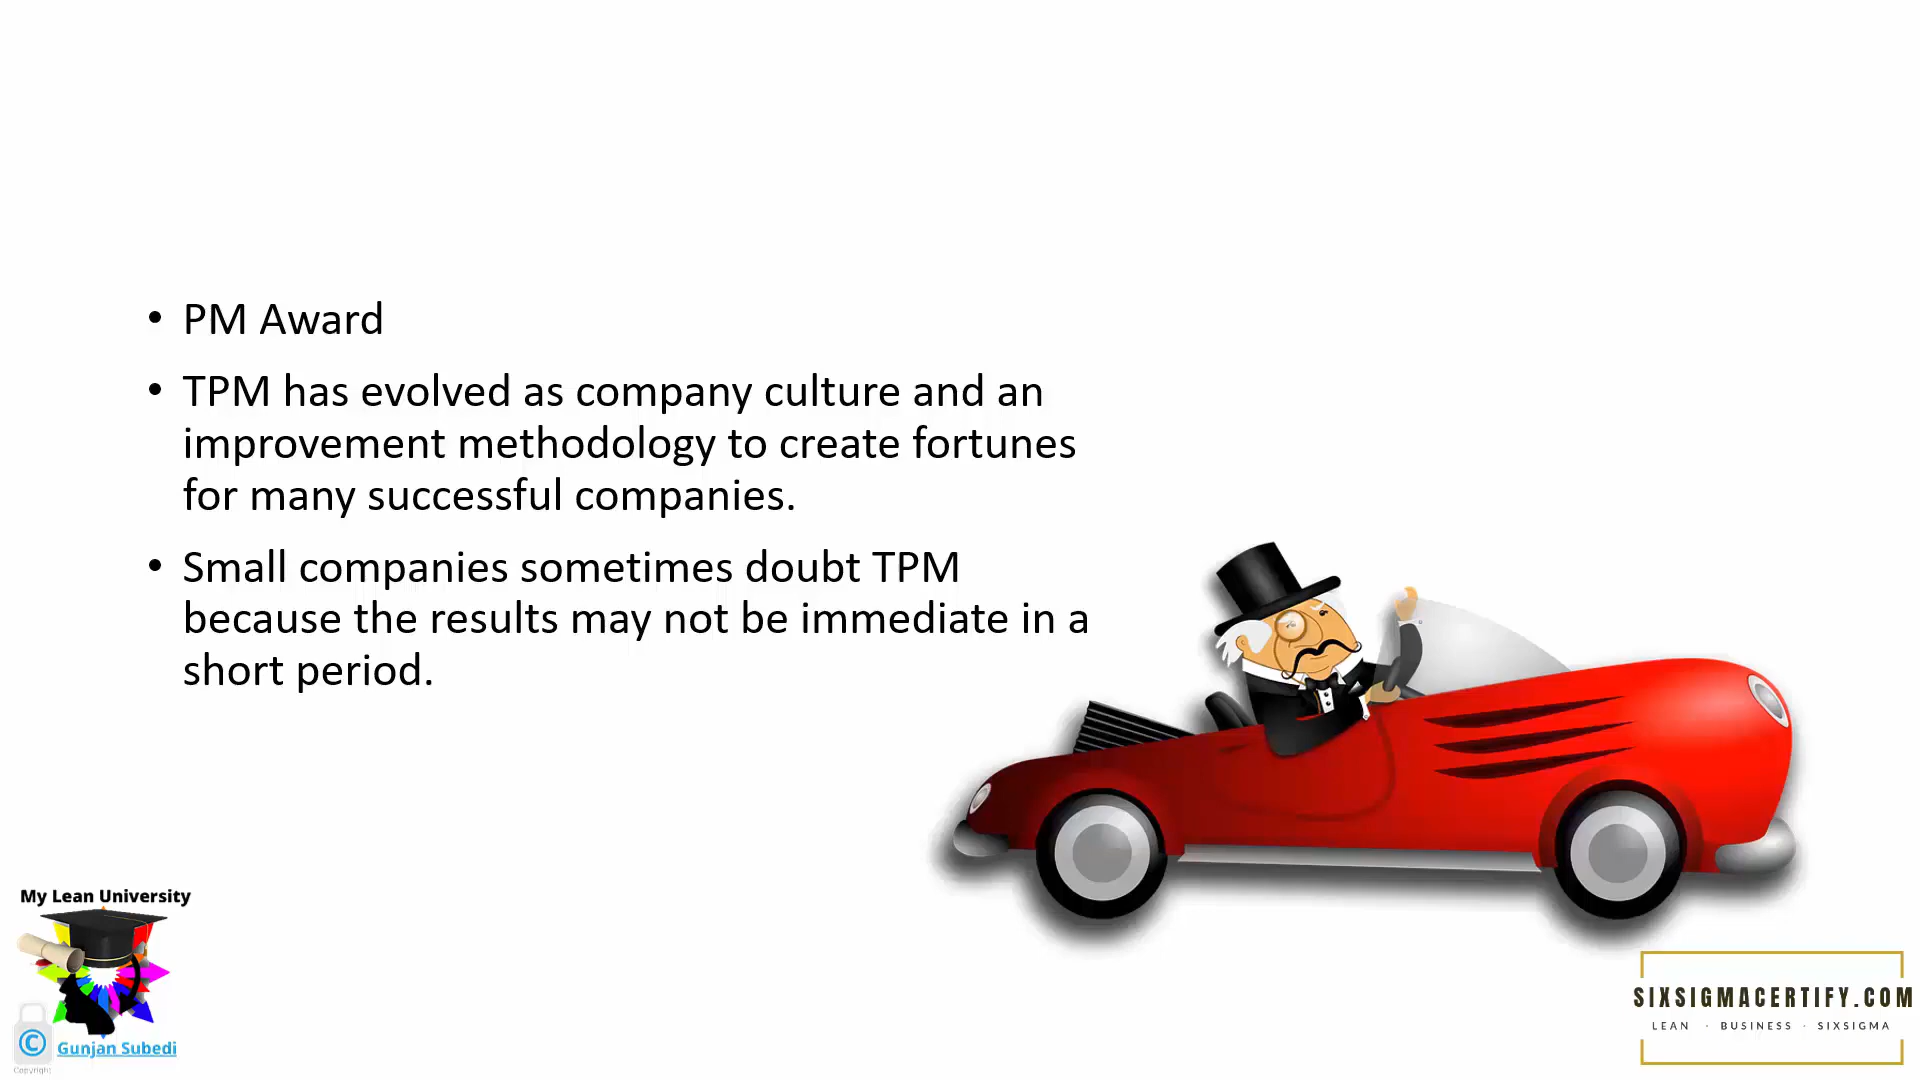 • PM Award
• TPM has evolved as company culture and an
improvement methodology to create fortunes
for many successful companies.
• Small companies sometimes doubt TPM
because the results may not be immediate in a
short period.
My Lean University
© Gunjan Subedi
Copyright
SIXSIGMACERTIFY.COM
LEAN · BUSINESS · SIXSIGMA